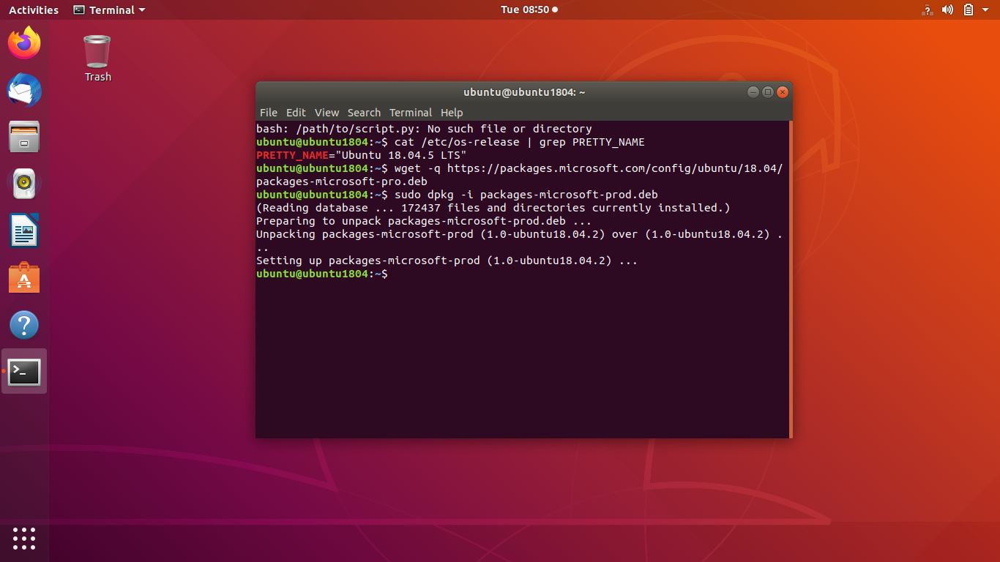 Activities
Terminal
Tue 08:50
Trash
ubuntu@ubuntu1804: ~
File Edit View Search Terminal Help
bash: /path/to/script.py: No such file or directory
ubuntu@ubuntu1804:~$ cat /etc/os-release | grep PRETTY_NAME
PRETTY_NAME="Ubuntu 18.04.5 LTS"
ubuntu@ubuntu1804:~$ wget -q https://packages.microsoft.com/config/ubuntu/18.04/
packages-microsoft-pro.deb
ubuntu@ubuntu1804:~$ sudo dpkg -i packages-microsoft-prod.deb
(Reading database ... 172437 files and directories currently installed.)
Preparing to unpack packages-microsoft-prod.deb ...
Unpacking packages-microsoft-prod (1.0-ubuntu18.04.2) over (1.0-ubuntu18.04.2) .
..
Setting up packages-microsoft-prod (1.0-ubuntu18.04.2) ...
ubuntu@ubuntu1804:~$